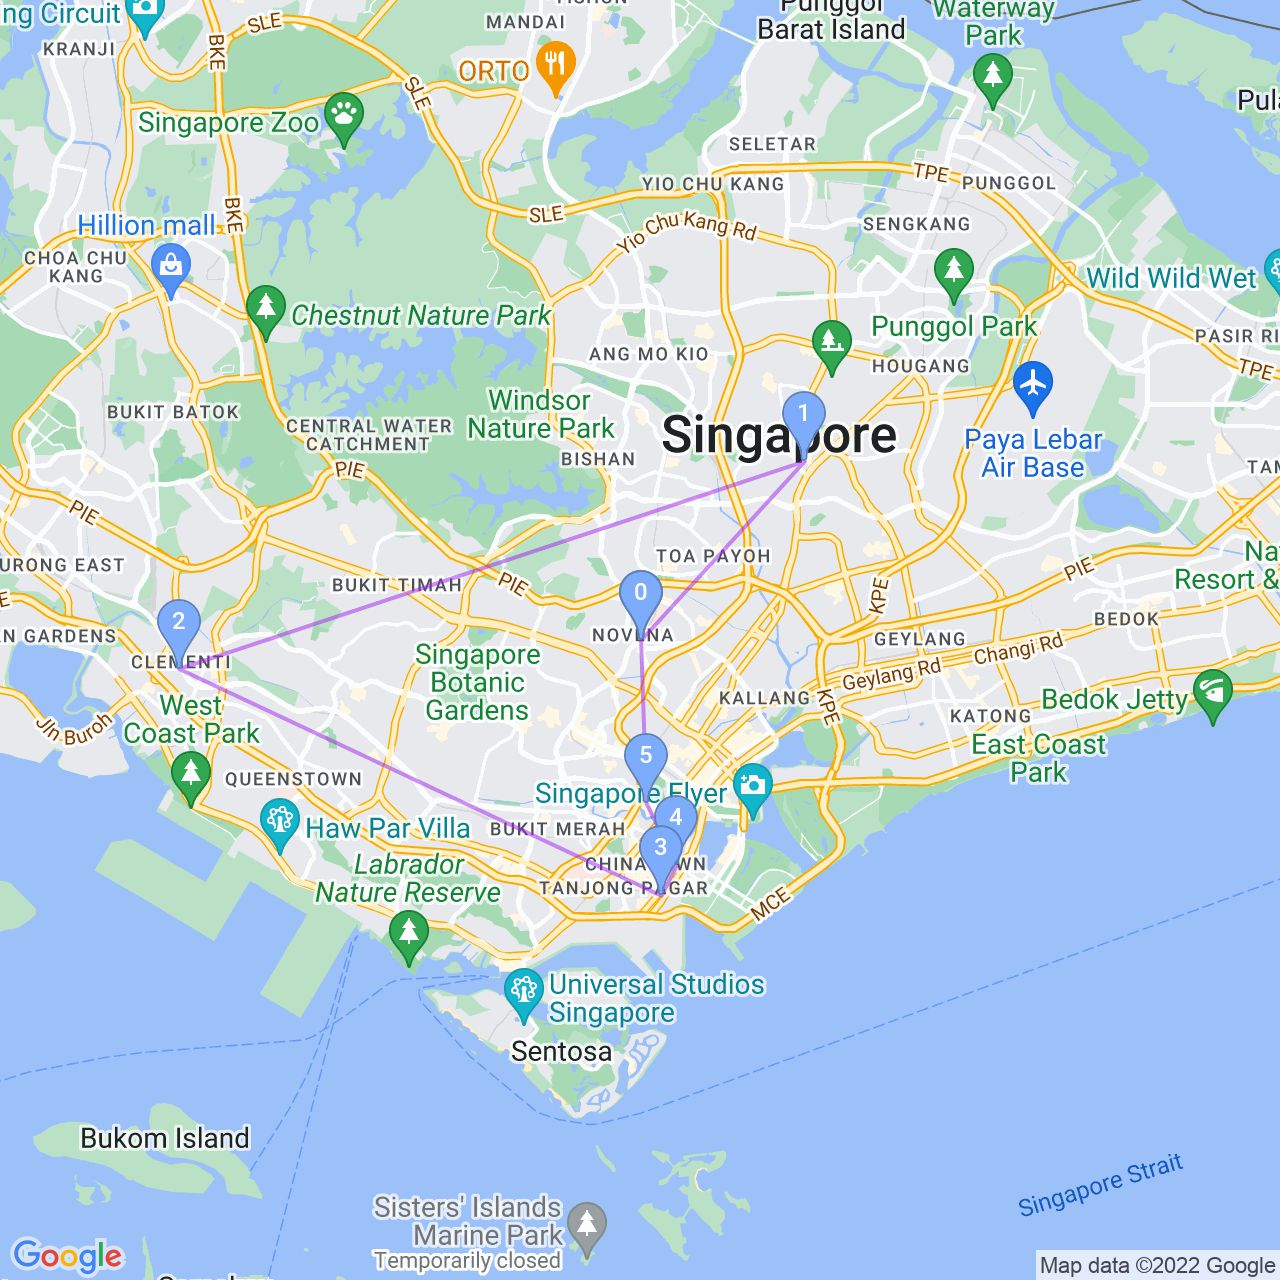 ng Circuit
KRANJI
SLE
BKE
MANDAI
ORTO
SLE
Punggol
Barat Island
Waterway
Park
Pula
Singapore Zoo
SELETAR
YIO CHU KANG
TPE
PUNGGOL
BKE
SLE
Yio Chu Kang Rd
SENGKANG
Hillion mall
CHOA CHU
KANG
Wild Wild Wet
Chestnut Nature Park
Punggol Park
PASIR RI
ANG MO KIO
HOUGANG
TPE
BUKIT BATOK
CENTRAL WATER
CATCHMENT
Windsor
Nature Park
1
Singapore
Paya Lebar
Air Base
BISHAN
PIE
TAM
PIE
URONG EAST
TOA PAYOH
BUKIT TIMAH
PIE
PIE
KPE
Nat
Resort &
E
0
2
N GARDENS
NOVENA
BEDOK
GEYLANG
Changi Rd
Geylang Rd
CLEMENTI
Singapore
Botanic
Gardens
West
Coast Park
Jln Buroh
KALLANG
KPE
KATONG
Bedok Jetty
East Coast
Park
5
QUEENSTOWN
Singapore Flyer
4
Haw Par Villa
BUKIT MERAH
3
Labrador
Nature Reserve
CHINATOWN
TANJONG PAGAR
MCE
Universal Studios
Singapore
Sentosa
Bukom Island
Singapore Strait
Sisters' Islands
Marine Park
Temporarily closed
Google
Map data ©2022 Google